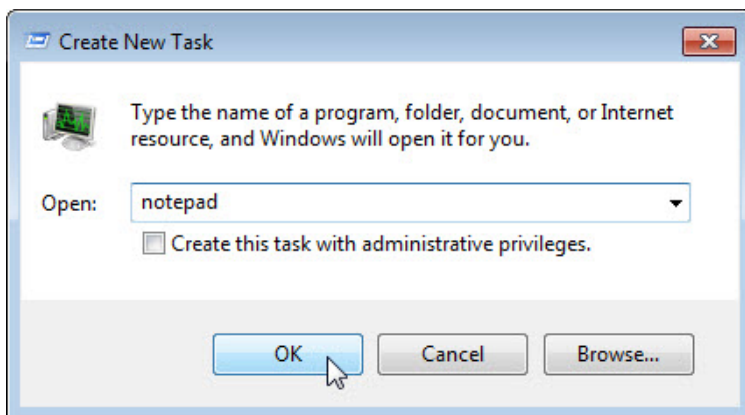 Create New Task
Type the name of a program, folder, document, or Internet
resource, and Windows will open it for you.
Open: notepad
Create this task with administrative privileges.
OK Cancel Browse...